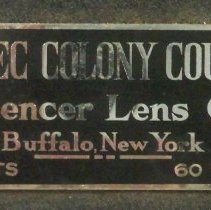 EC COLONY COU
encer Lens C
Buffalo, New York
TS 60